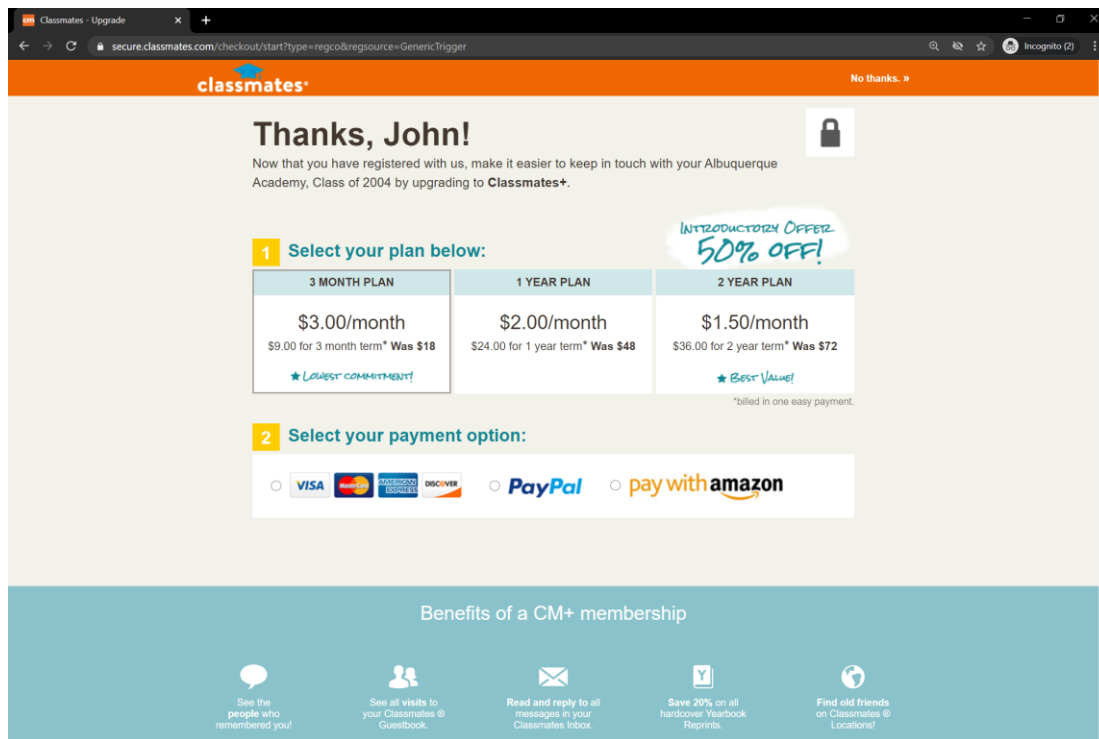 cm Classmates - Upgrade
secure.classmates.com/checkout/start?type=regco&regsource=GenericTrigger
Incognito (2)
classmates®
No thanks. »
Thanks, John!
Now that you have registered with us, make it easier to keep in touch with your Albuquerque
Academy, Class of 2004 by upgrading to Classmates+.
INTRODUCTORY OFFER
50% OFF!
1 Select your plan below:
3 MONTH PLAN
$3.00/month
$9.00 for 3 month term* Was $18
LOWEST COMMITMENT!
1 YEAR PLAN
$2.00/month
$24.00 for 1 year term* Was $48
2 YEAR PLAN
$1.50/month
$36.00 for 2 year term* Was $72
BEST VALUE!
*billed in one easy payment.
2 Select your payment option:
VISA MasterCard AMERICAN EXPRESS DISCOVER PayPal pay with amazon
Benefits of a CM+ membership
See the
people who
remembered you!
See all visits to
your Classmates ®
Guestbook.
Read and reply to all
messages in your
Classmates Inbox.
Y
Save 20% on all
hardcover Yearbook
Reprints.
Find old friends
on Classmates ®
Locations!